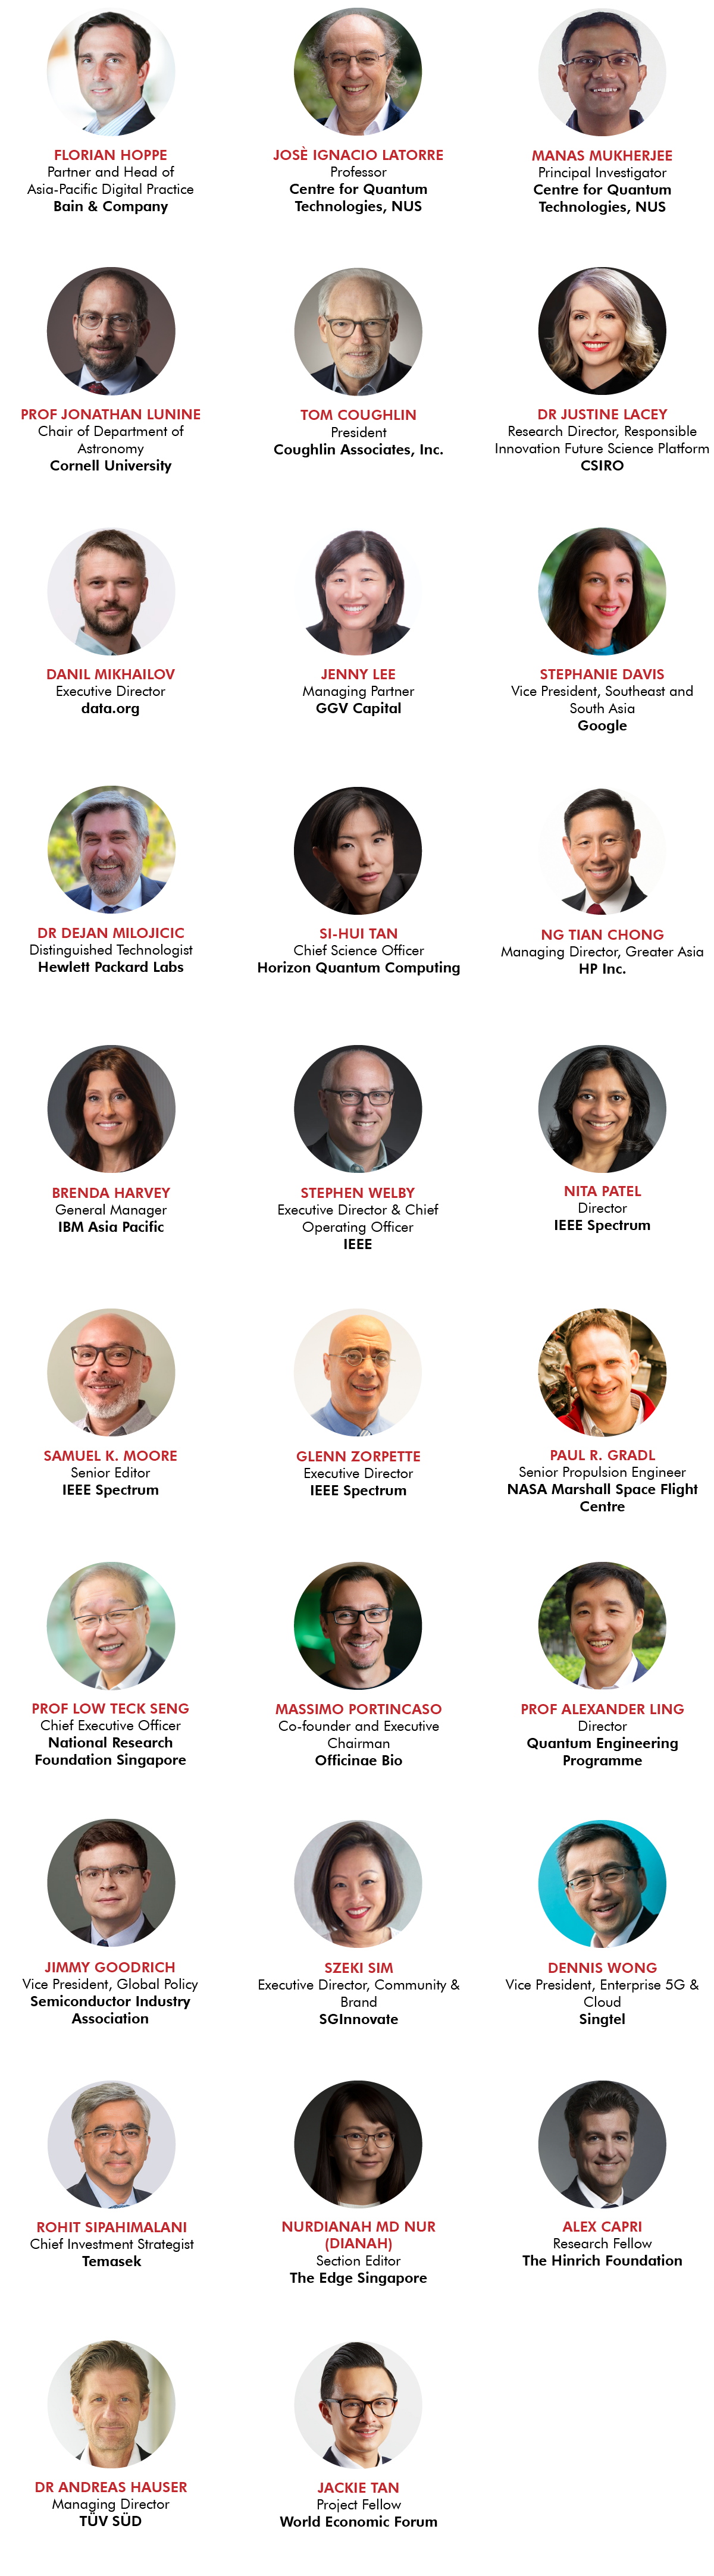 FLORIAN HOPPE
Partner and Head of
Asia-Pacific Digital Practice
Bain & Company
JOSÈ IGNACIO LATORRE
Professor
Centre for Quantum
Technologies, NUS
MANAS MUKHERJEE
Principal Investigator
Centre for Quantum
Technologies, NUS
PROF JONATHAN LUNINE
Chair of Department of
Astronomy
Cornell University
TOM COUGHLIN
President
Coughlin Associates, Inc.
DR JUSTINE LACEY
Research Director, Responsible
Innovation Future Science Platform
CSIRO
DANIL MIKHAILOV
Executive Director
data.org
JENNY LEE
Managing Partner
GGV Capital
STEPHANIE DAVIS
Vice President, Southeast and
South Asia
Google
DR DEJAN MILOJICIC
Distinguished Technologist
Hewlett Packard Labs
SI-HUI TAN
Chief Science Officer
Horizon Quantum Computing
NG TIAN CHONG
Managing Director, Greater Asia
HP Inc.
BRENDA HARVEY
General Manager
IBM Asia Pacific
STEPHEN WELBY
Executive Director & Chief
Operating Officer
IEEE
NITA PATEL
Director
IEEE Spectrum
SAMUEL K. MOORE
Senior Editor
IEEE Spectrum
GLENN ZORPETTE
Executive Director
IEEE Spectrum
PAUL R. GRADL
Senior Propulsion Engineer
NASA Marshall Space Flight
Centre
PROF LOW TECK SENG
Chief Executive Officer
National Research
Foundation Singapore
MASSIMO PORTINCASO
Co-founder and Executive
Chairman
Officinae Bio
PROF ALEXANDER LING
Director
Quantum Engineering
Programme
JIMMY GOODRICH
Vice President, Global Policy
Semiconductor Industry
Association
SZEKI SIM
Executive Director, Community &
Brand
SGInnovate
DENNIS WONG
Vice President, Enterprise 5G &
Cloud
Singtel
ROHIT SIPAHIMALANI
Chief Investment Strategist
Temasek
NURDIANAH MD NUR
(DIANAH)
Section Editor
The Edge Singapore
ALEX CAPRI
Research Fellow
The Hinrich Foundation
DR ANDREAS HAUSER
Managing Director
TÜV SÜD
JACKIE TAN
Project Fellow
World Economic Forum